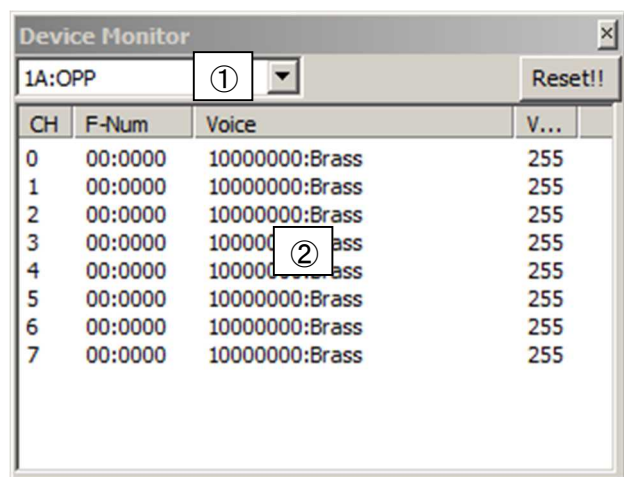 Device Monitor
1A:OPP ① Reset!!
CH F-Num Voice V...
0 00:0000 10000000:Brass 255
1 00:0000 10000000:Brass 255
2 00:0000 10000000:Brass 255
3 00:0000 255
4 00:0000 ② 255
5 00:0000 10000000:Brass 255
6 00:0000 10000000:Brass 255
7 00:0000 10000000:Brass 255